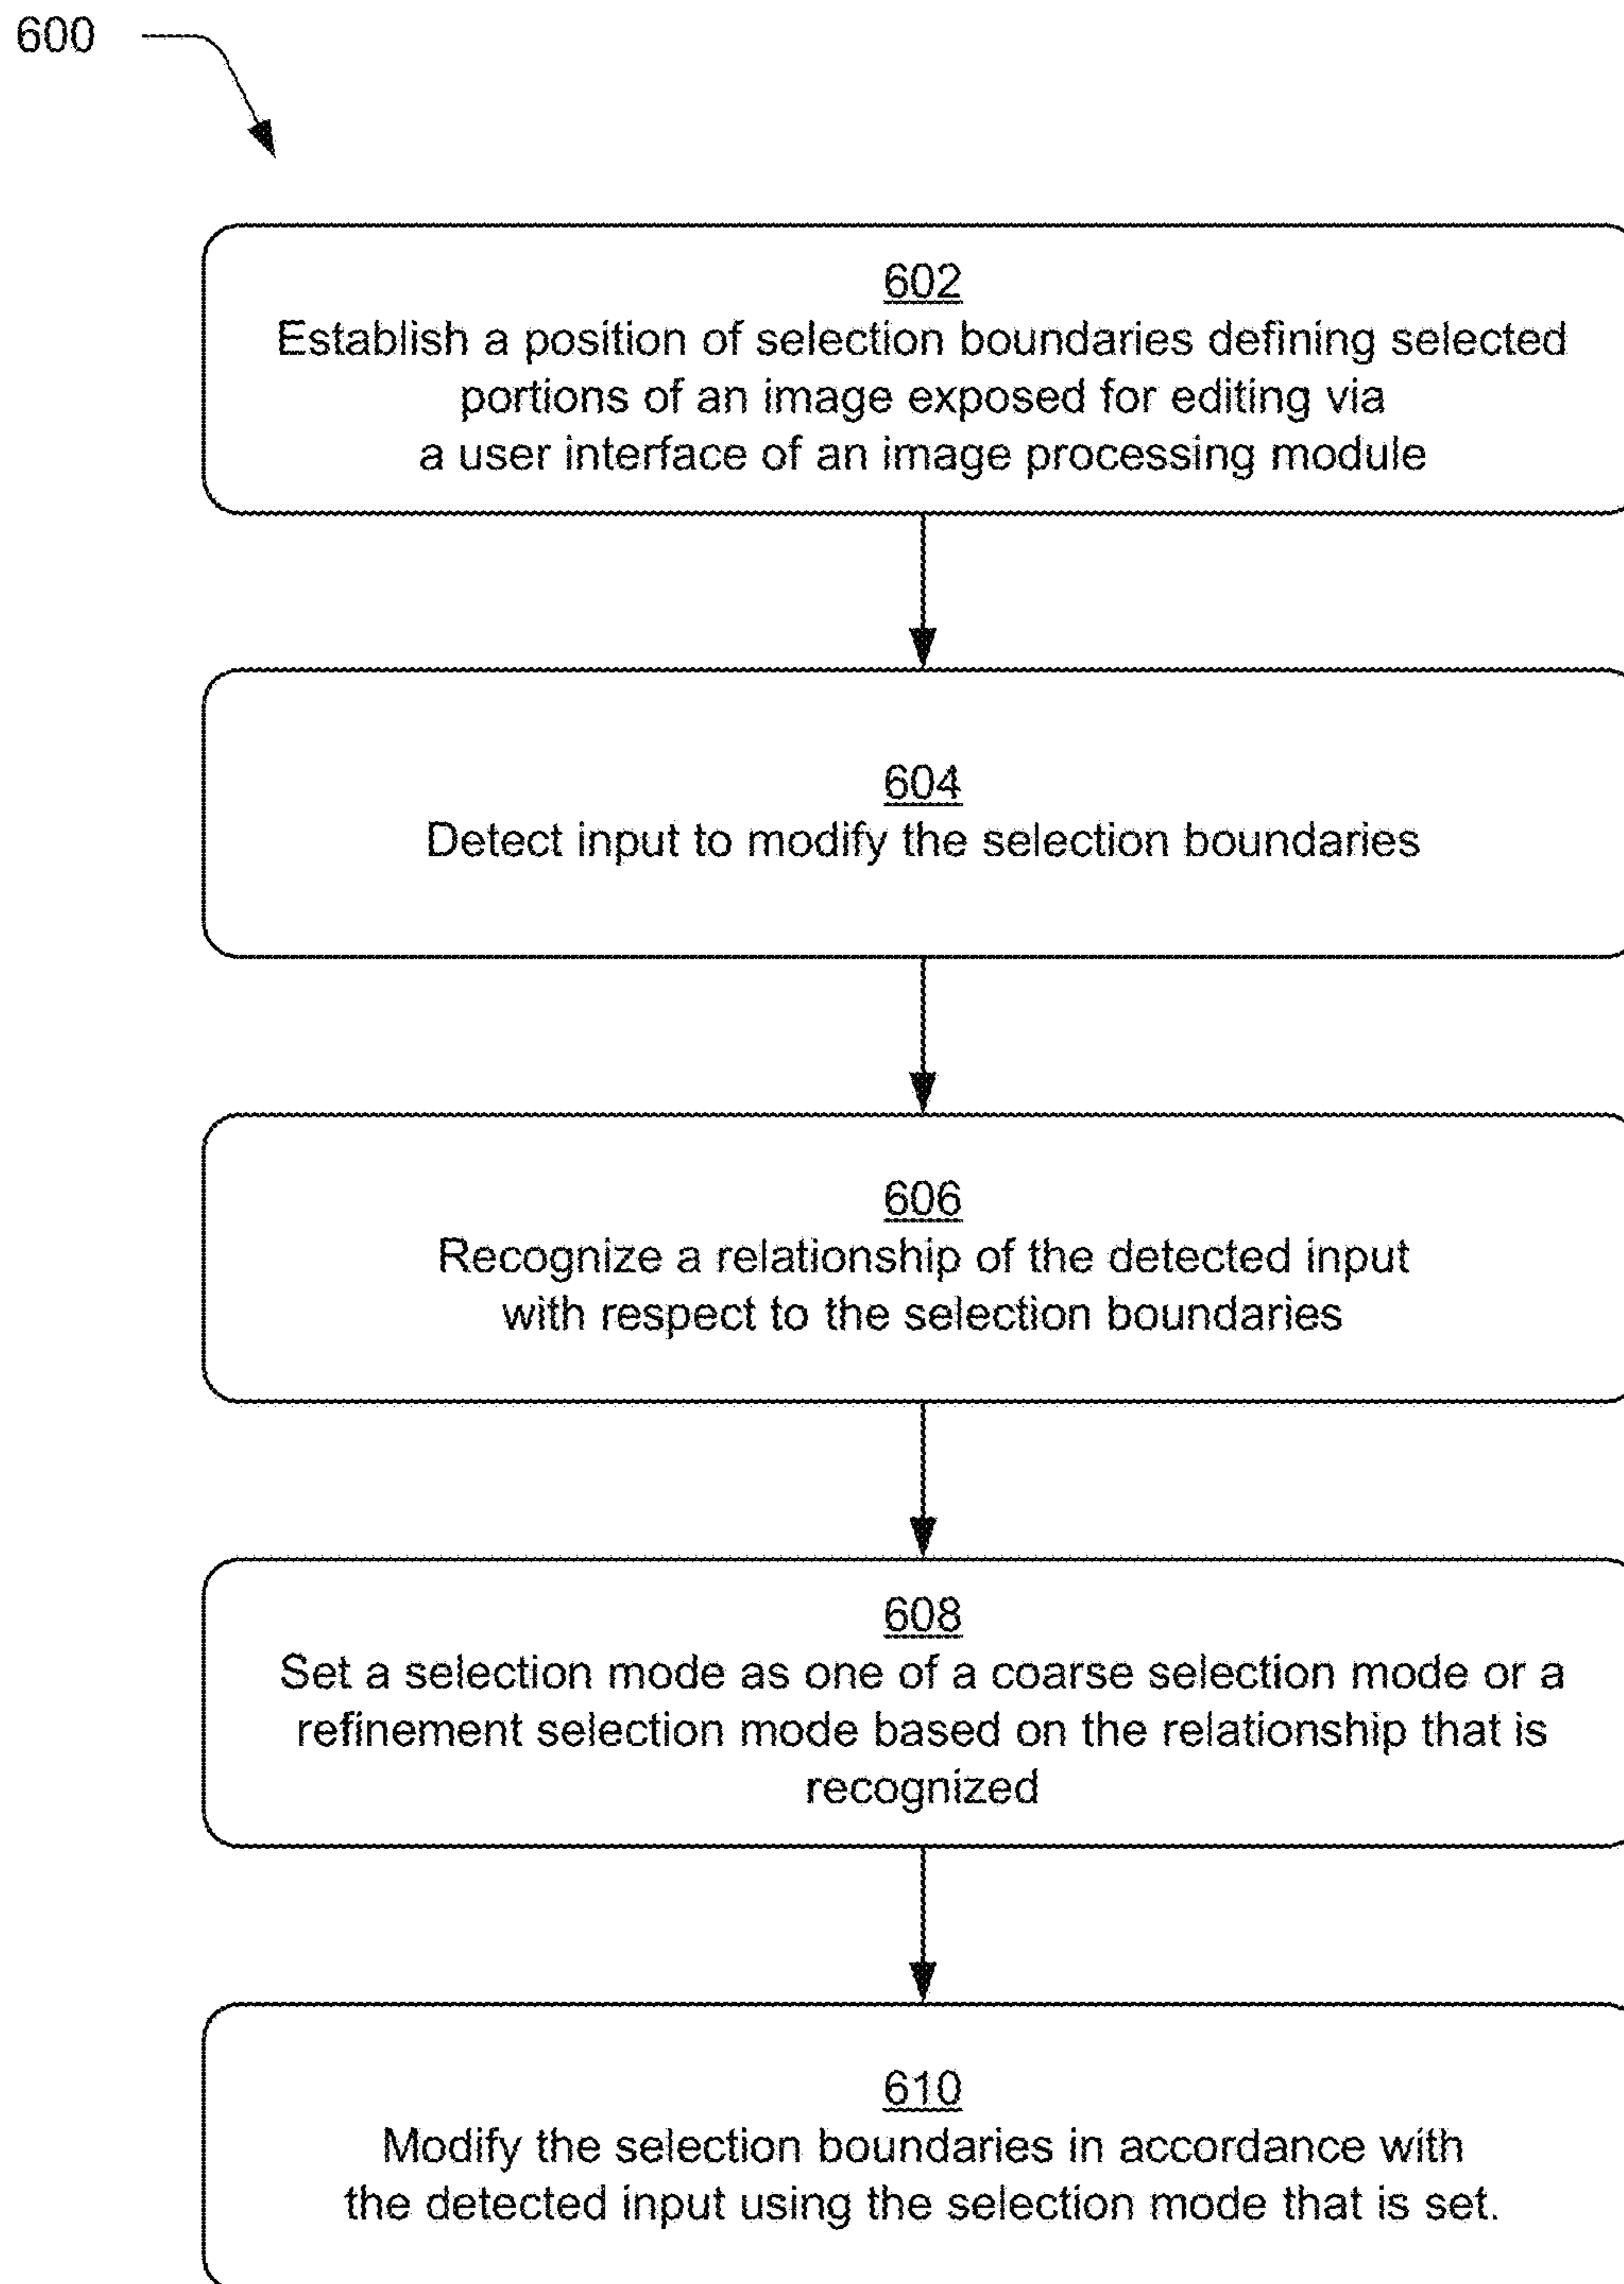 600
602
Establish a position of selection boundaries defining selected
portions of an image exposed for editing via
a user interface of an image processing module
604
Detect input to modify the selection boundaries
606
Recognize a relationship of the detected input
with respect to the selection boundaries
608
Set a selection mode as one of a coarse selection mode or a
refinement selection mode based on the relationship that is
recognized
610
Modify the selection boundaries in accordance with
the detected input using the selection mode that is set.